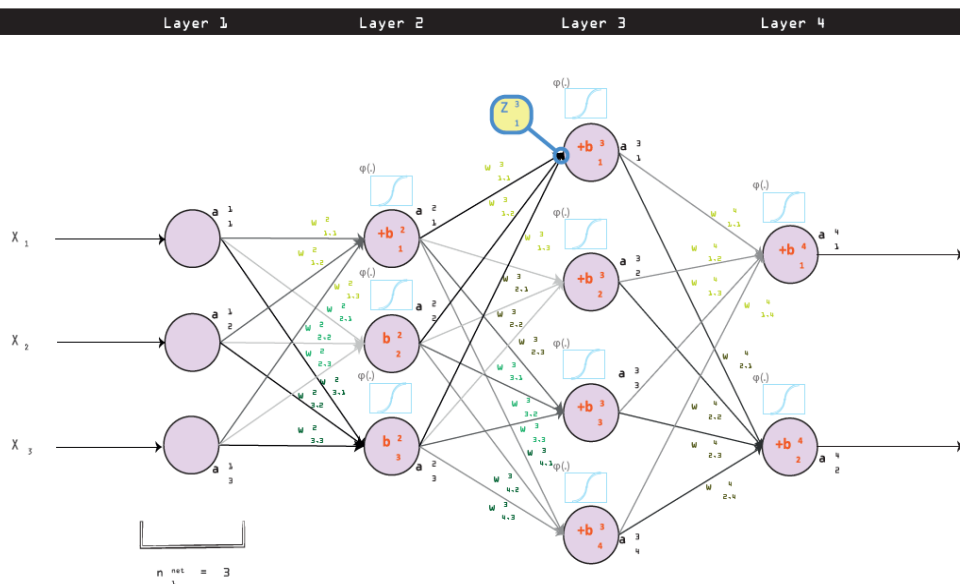 Layer 1 Layer 2 Layer 3 Layer 4
φ(.)
Z 3 1
+b 3 1
a 3 1
w 3 1.1
φ(.)
φ(.)
a 1 1
w 2 1.1
a 2 1
w 3 1.2
w 4 1.1
a 4 1
X 1
+b 2 1
w 2 1.2
w 3 1.3
φ(.)
w 4 1.2
+b 4 1
a 3 2
φ(.)
w 2 1.3
w 3 2.1
+b 3 2
w 4 1.3
w 4 1.4
a 1 2
w 2 2.1
a 2 2
w 3 2.2
w 2 2.2
b 2 2
w 3 2.3
X 2
w 2 2.3
φ(.)
φ(.)
w 3 3.1
a 3 3
w 4 2.1
φ(.)
w 2 3.1
w 2 3.2
w 3 3.2
+b 3 3
w 4 2.2
w 2 3.3
b 2 3
w 3 3.3
w 4 2.3
+b 4 2
X 3
w 3 4.1
a 4 2
a 1 3
a 2 3
φ(.)
w 3 4.2
w 4 2.4
w 3 4.3
+b 3 4
a 3 4
n net = 3